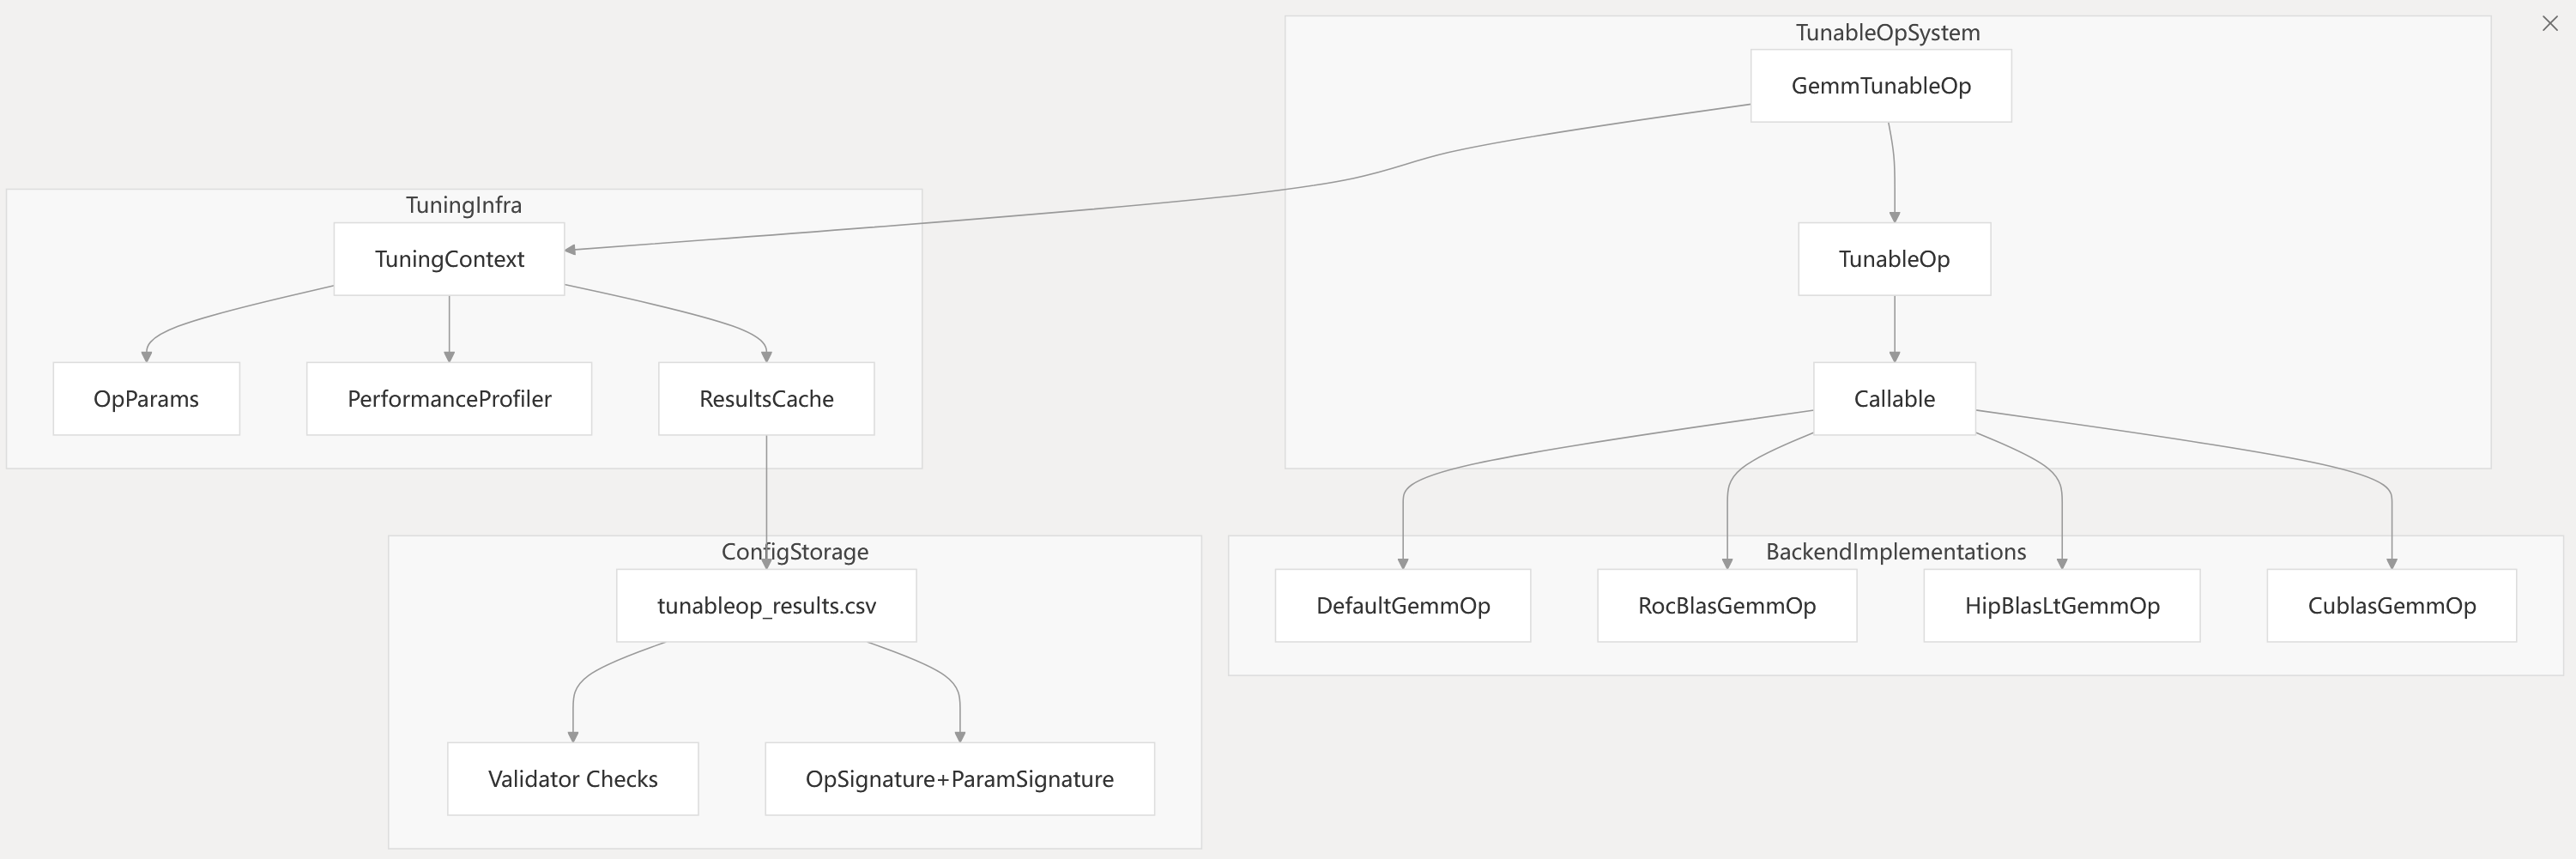 TunableOpSystem
GemmTunableOp
TuningInfra
TuningContext
TunableOp
OpParams
PerformanceProfiler
ResultsCache
Callable
ConfigStorage
BackendImplementations
tunableop_results.csv
DefaultGemmOp
RocBlasGemmOp
HipBlasLtGemmOp
CublasGemmOp
Validator Checks
OpSignature+ParamSignature